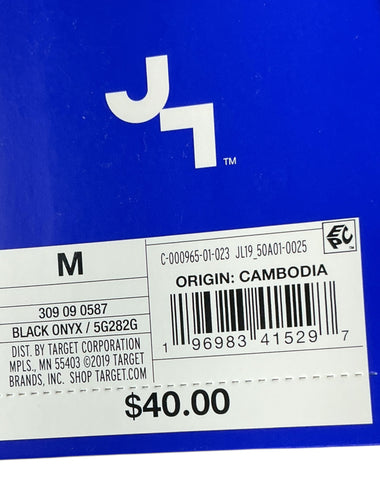 J
TM
M
C-000965-01-023 JL19_50A01-0025
EPC
ORIGIN: CAMBODIA
309 09 0587
BLACK ONYX / 5G282G
DIST. BY TARGET CORPORATION
MPLS., MN 55403 ©2019 TARGET
BRANDS, INC. SHOP TARGET.COM
1 96983 41529 7
$40.00